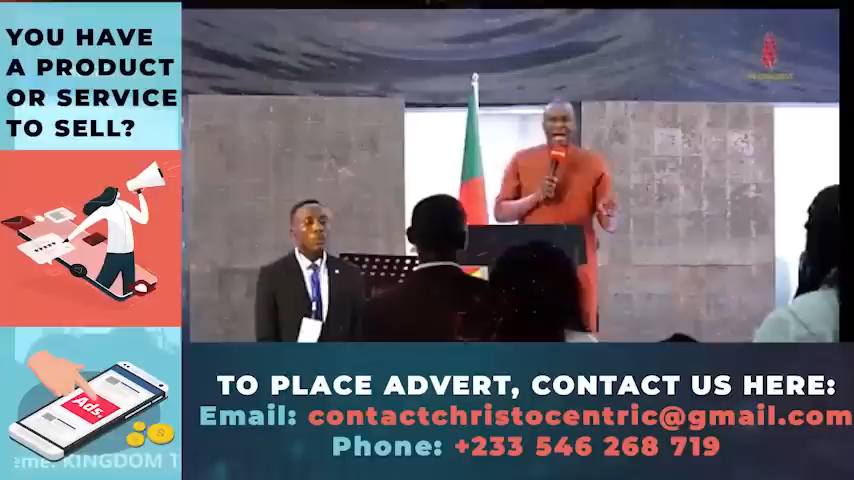 YOU HAVE
A PRODUCT
OR SERVICE
TO SELL?
Ads.
TO PLACE ADVERT, CONTACT US HERE:
Email: contactchristocentric@gmail.com
Phone: +233 546 268 719
KINGDOM T